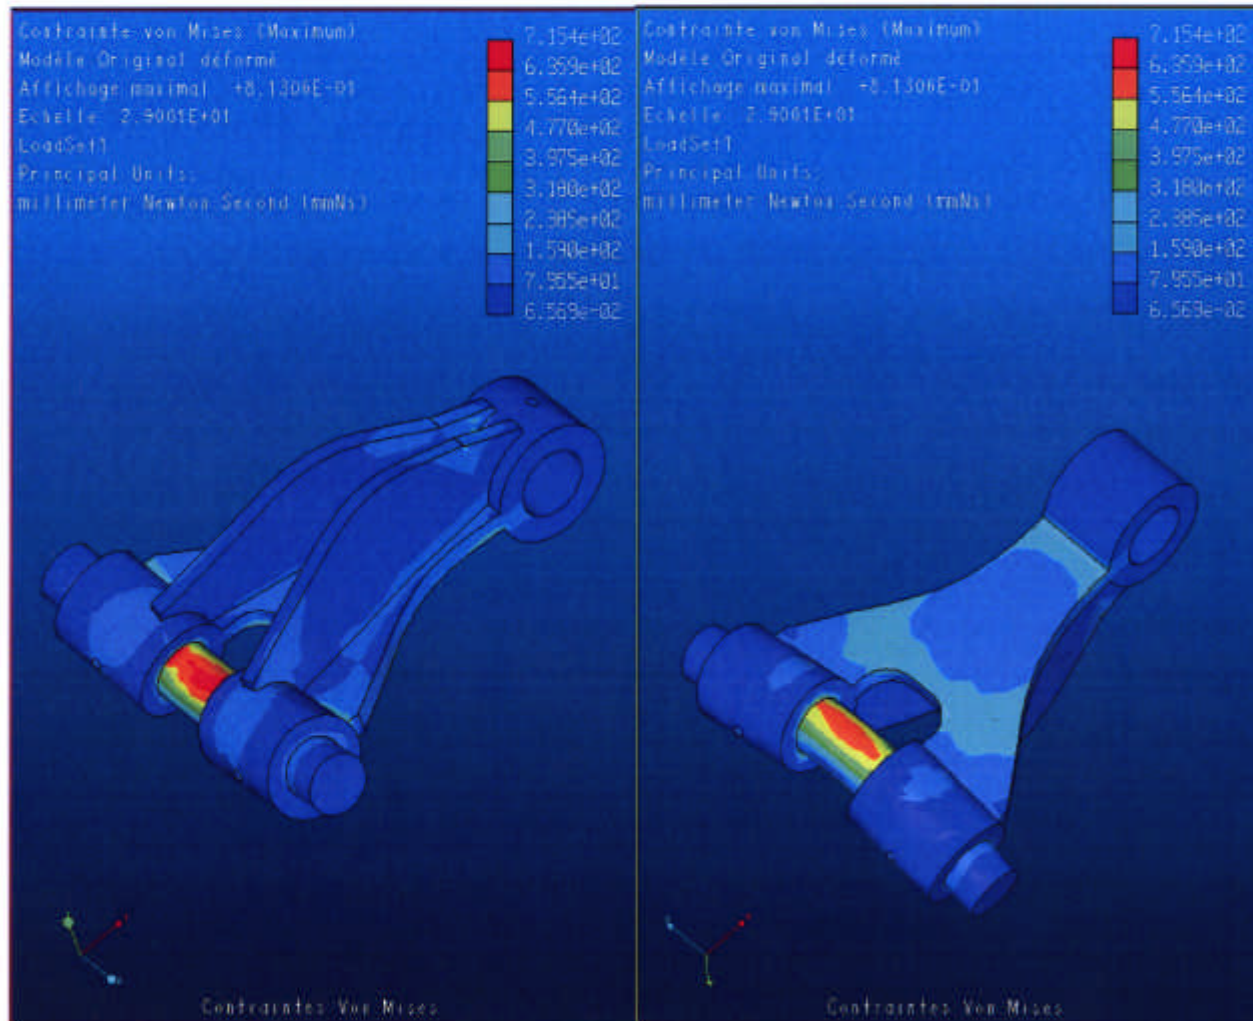 Contrainte von Mises (Maximum)
Modèle Original déformé
Affichage maximal +8.1306E-01
Echelle 2.9001E+01
LoadSet1
Principal Units:
millimeter Newton Second (mmNs)
7.154e+02
6.359e+02
5.564e+02
4.770e+02
3.975e+02
3.180e+02
2.385e+02
1.590e+02
7.955e+01
6.569e-02
Contraintes Von Mises
Contrainte von Mises (Maximum)
Modèle Original déformé
Affichage maximal +8.1306E-01
Echelle 2.9001E+01
LoadSet1
Principal Units:
millimeter Newton Second (mmNs)
7.154e+02
6.359e+02
5.564e+02
4.770e+02
3.975e+02
3.180e+02
2.385e+02
1.590e+02
7.955e+01
6.569e-02
Contraintes Von Mises